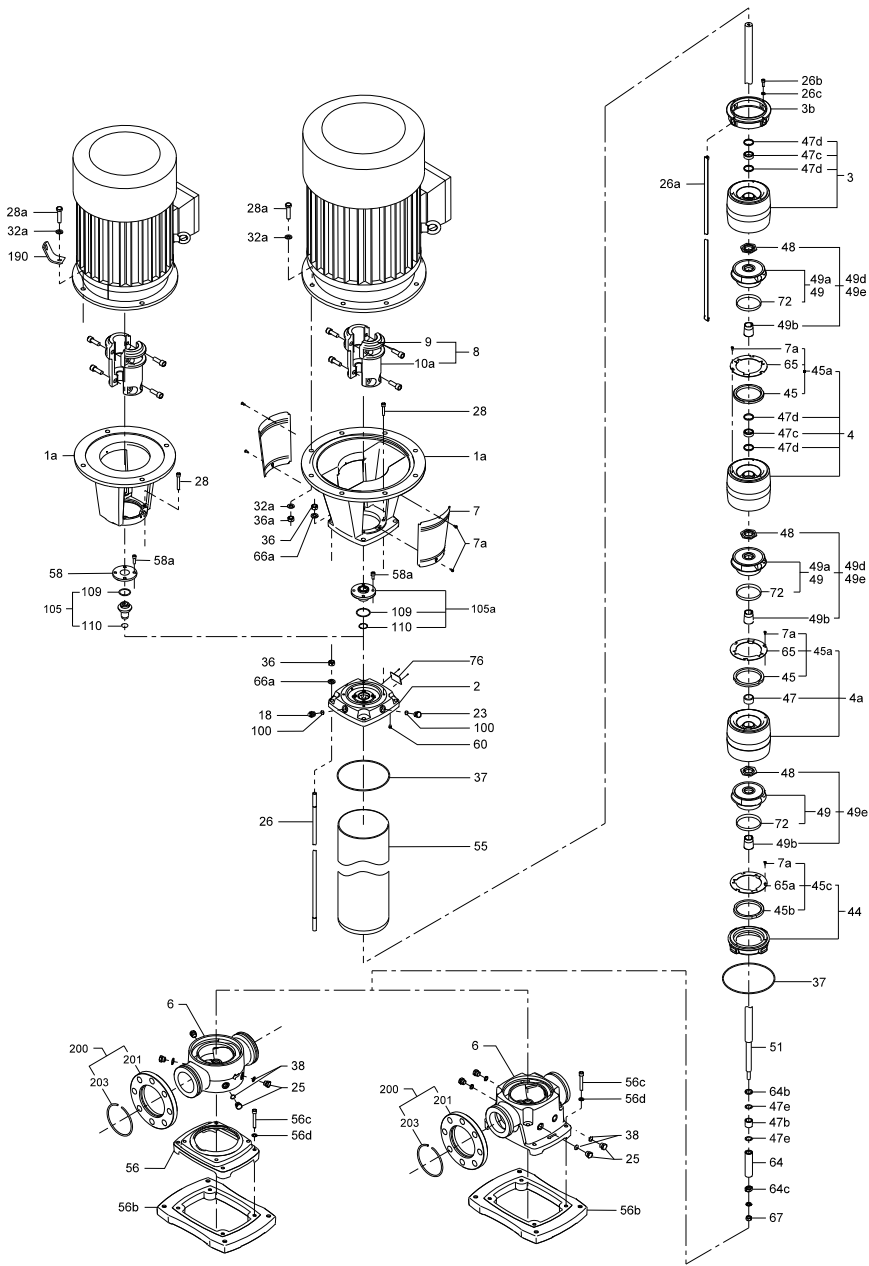 26b
26c
3b
47d
47c
47d
3
26a
28a
32a
190
28a
32a
48
49a
49
49d
49e
72
49b
9
10a
8
7a
65
45a
45
28
47d
47c
47d
4
1a
28
1a
32a
36a
36
66a
7
7a
48
49a
49
49d
49e
72
49b
58a
58
109
105
110
58a
109
110
105a
7a
65
45a
45
47
4a
36
66a
76
2
18
100
23
100
60
37
48
49
49e
72
49b
26
55
7a
65a
45c
45b
44
37
6
200
201
203
38
25
56c
56d
56
56b
6
200
201
203
56c
56d
38
25
56b
51
64b
47e
47b
47e
64
64c
67